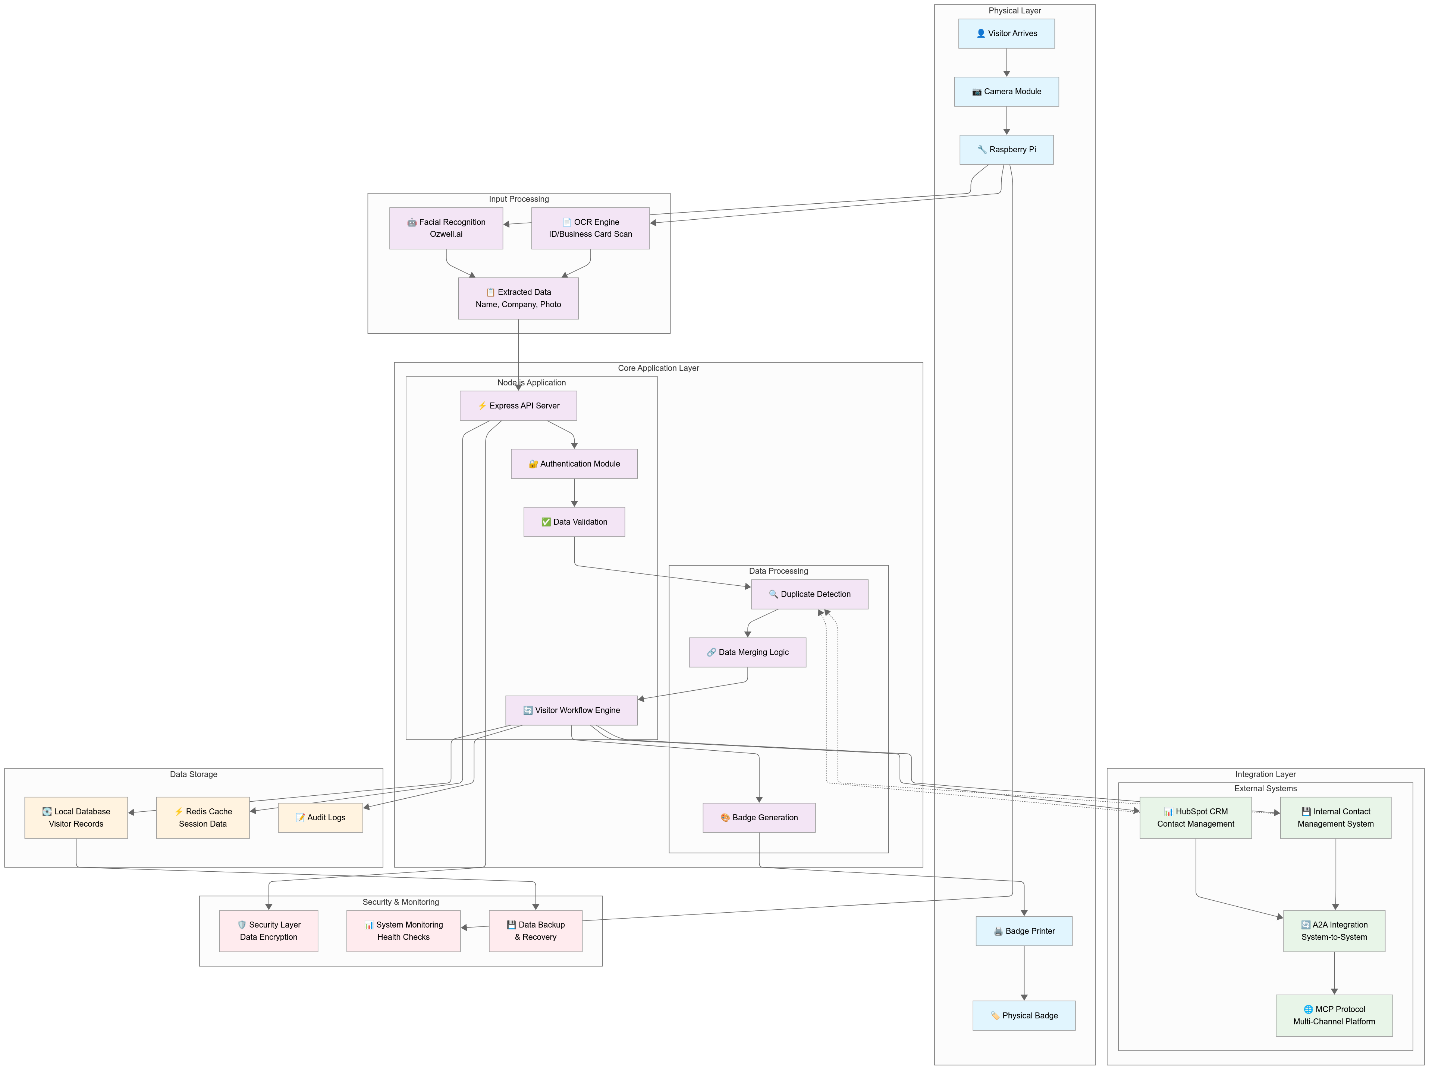 Physical Layer
👤 Visitor Arrives
📷 Camera Module
🔧 Raspberry Pi
Input Processing
🤖 Facial Recognition
Ozwell.ai
📄 OCR Engine
ID/Business Card Scan
📋 Extracted Data
Name, Company, Photo
Core Application Layer
Node.js Application
⚡ Express API Server
🔐 Authentication Module
✅ Data Validation
Data Processing
🔍 Duplicate Detection
🔗 Data Merging Logic
🔄 Visitor Workflow Engine
🎨 Badge Generation
Data Storage
💽 Local Database
Visitor Records
⚡ Redis Cache
Session Data
📝 Audit Logs
Integration Layer
External Systems
📊 HubSpot CRM
Contact Management
💾 Internal Contact
Management System
🔄 A2A Integration
System-to-System
🌐 MCP Protocol
Multi-Channel Platform
Security & Monitoring
🛡️ Security Layer
Data Encryption
📊 System Monitoring
Health Checks
💾 Data Backup
& Recovery
🖨️ Badge Printer
🏷️ Physical Badge